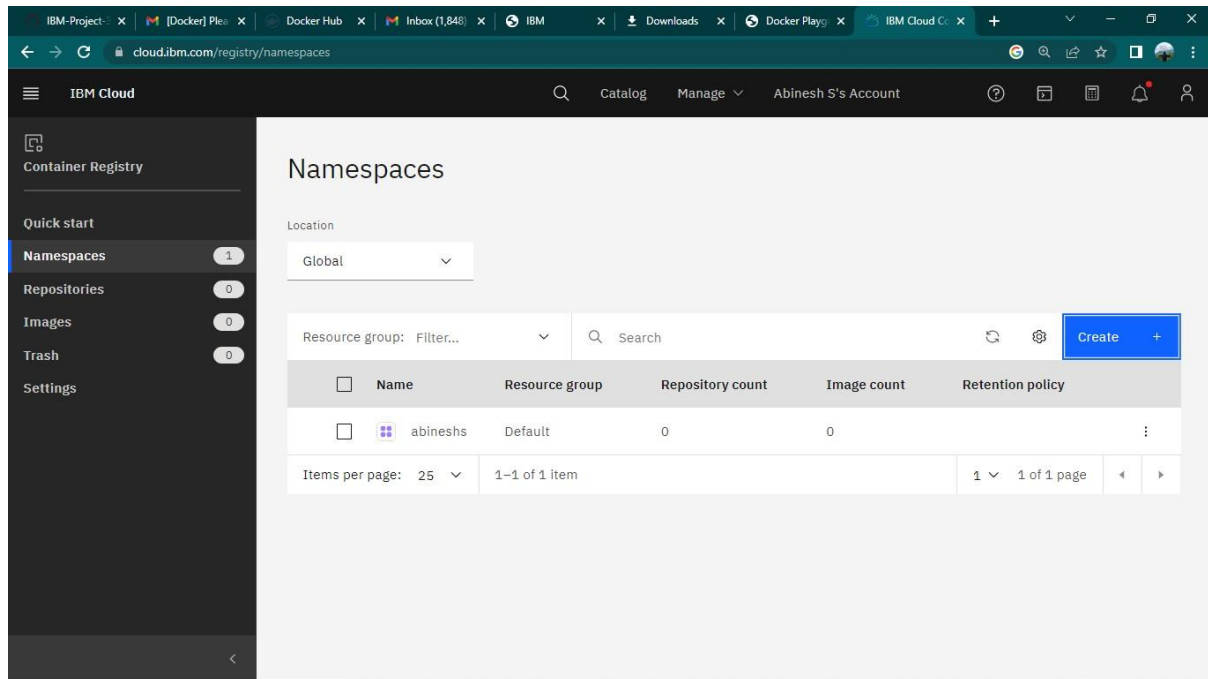 IBM-Project-
[Docker] Plea
Docker Hub
Inbox (1,848)
IBM
Downloads
Docker Playg
IBM Cloud Co
cloud.ibm.com/registry/namespaces
IBM Cloud
Catalog
Manage
Abinesh S's Account
Container Registry
Quick start
Namespaces 1
Repositories 0
Images 0
Trash 0
Settings
Namespaces
Location
Global
Resource group: Filter...
Search
Create +
Name Resource group Repository count Image count Retention policy
abineshs Default 0 0
Items per page: 25 1–1 of 1 item 1 1 of 1 page